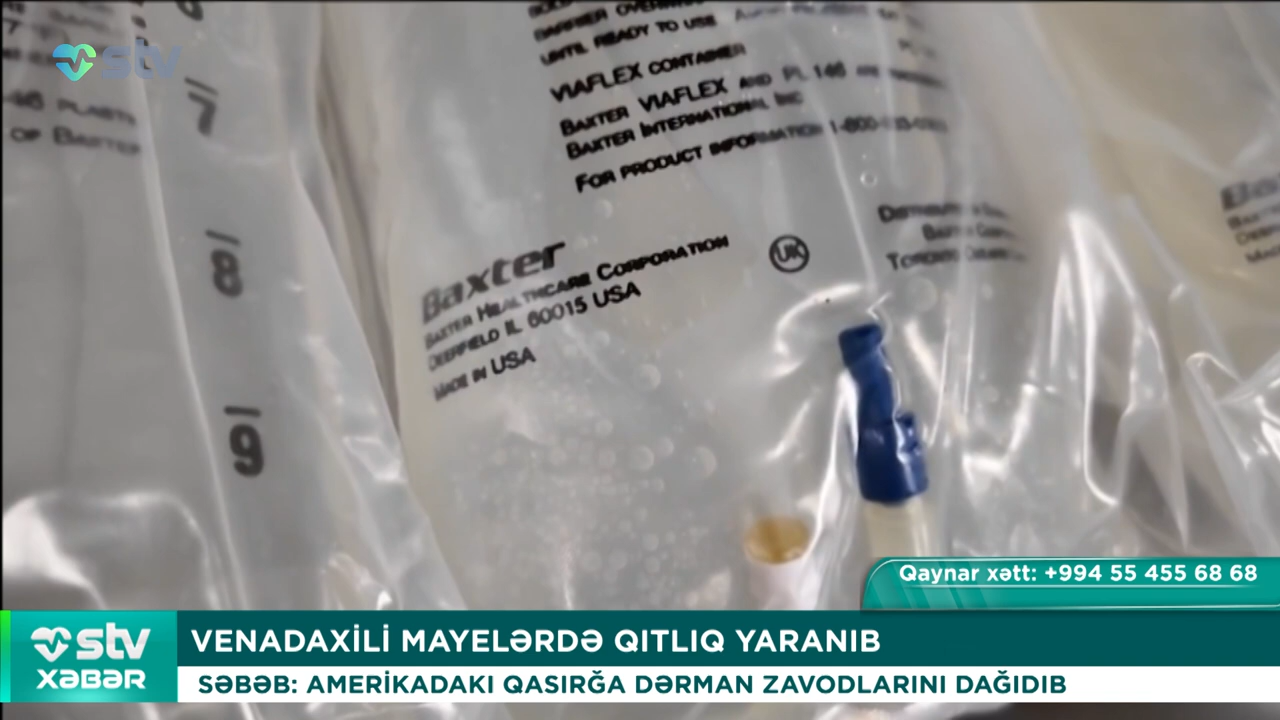 stv
7
8
9
OF BAXTER
UNTIL READY TO USE
VIAFLEX CONTAINER
BAXTER VIAFLEX AND PL 146 ARE
BAXTER INTERNATIONAL INC
FOR PRODUCT INFORMATION
Baxter
BAXTER HEALTHCARE CORPORATION
DEERFIELD IL 60015 USA
MADE IN USA
UK
Qaynar xətt: +994 55 455 68 68
stv
XƏBƏR
VENADAXİLİ MAYELƏRDƏ QITLIQ YARANIB
SƏBƏB: AMERİKADAKI QASIRĞA DƏRMAN ZAVODLARINI DAĞIDIB